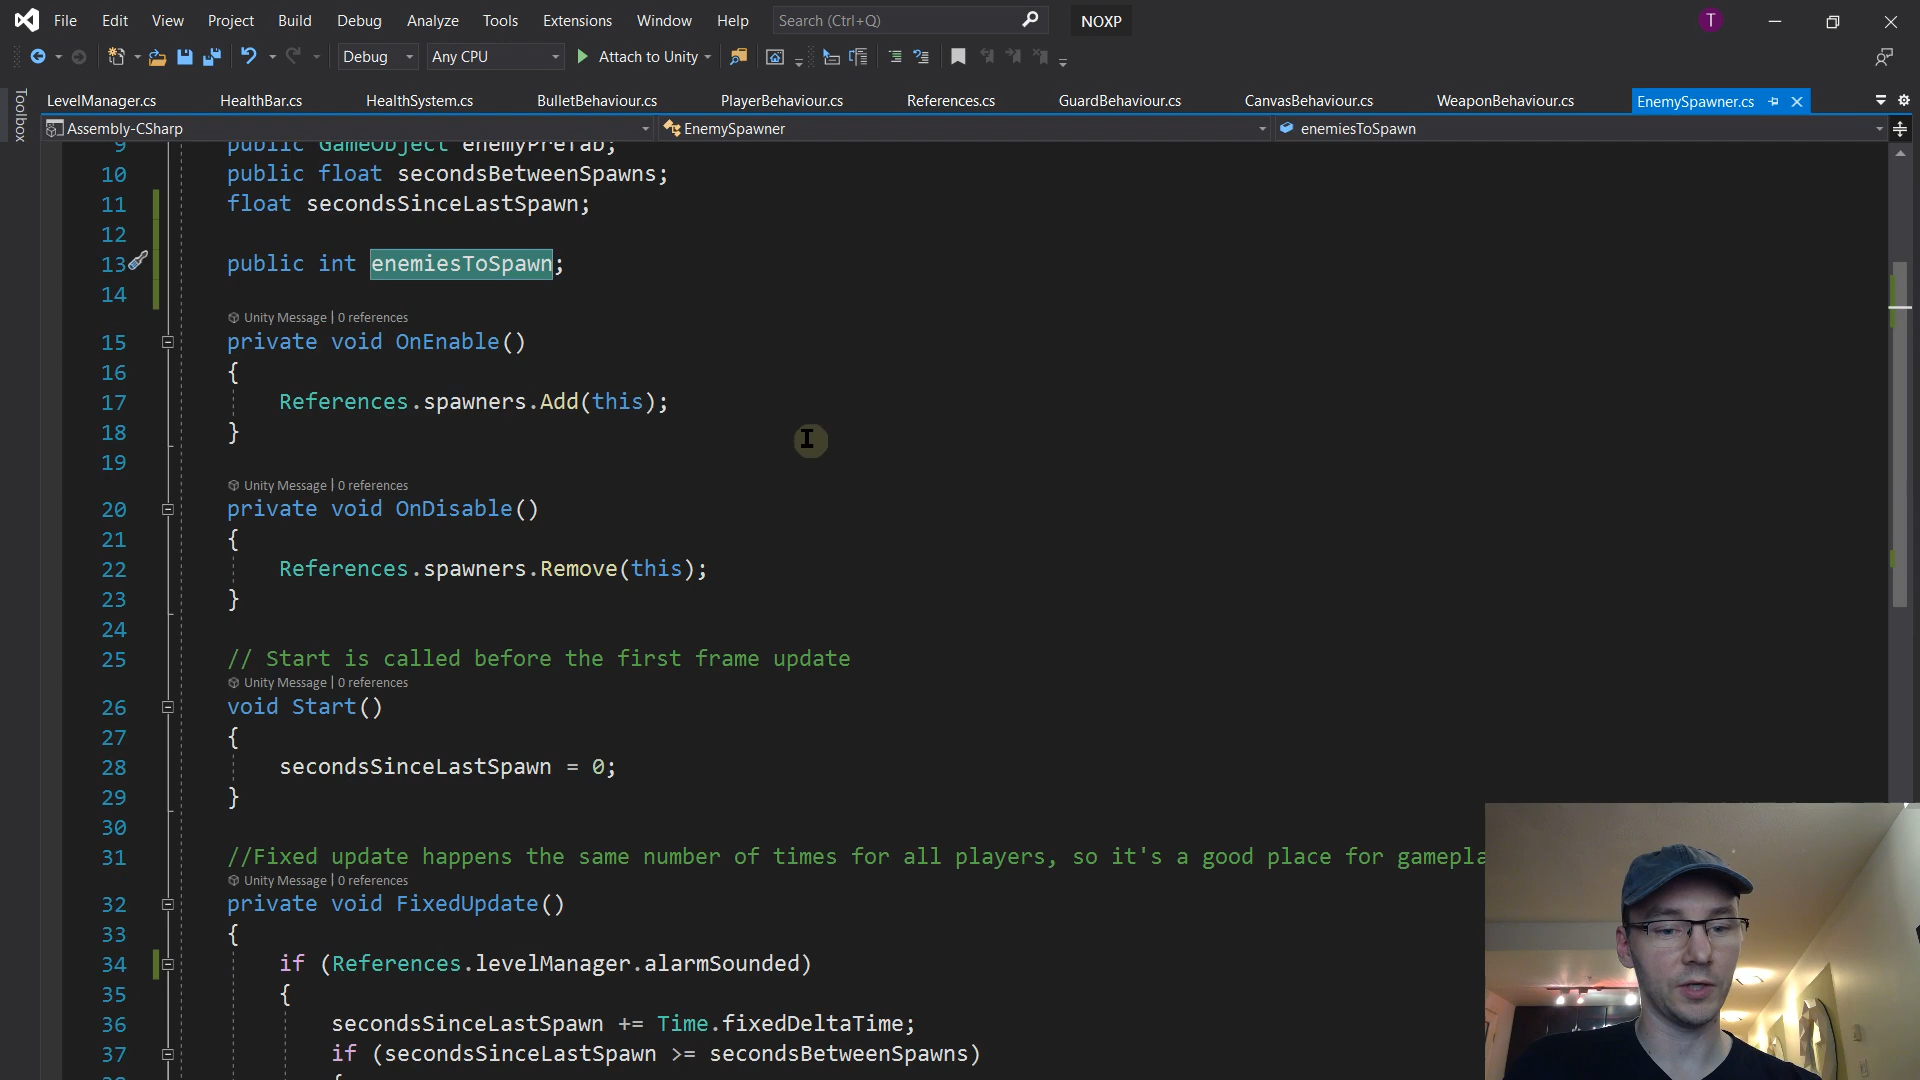 File Edit View Project Build Debug Analyze Tools Extensions Window Help Search (Ctrl+Q) NOXP T
Debug Any CPU Attach to Unity
Toolbox
LevelManager.cs HealthBar.cs HealthSystem.cs BulletBehaviour.cs PlayerBehaviour.cs References.cs GuardBehaviour.cs CanvasBehaviour.cs WeaponBehaviour.cs EnemySpawner.cs
Assembly-CSharp EnemySpawner enemiesToSpawn
9 public GameObject enemyPrefab;
10 public float secondsBetweenSpawns;
11 float secondsSinceLastSpawn;
12
13 public int enemiesToSpawn;
14
Unity Message | 0 references
15 private void OnEnable()
16 {
17 References.spawners.Add(this);
18 }
19
Unity Message | 0 references
20 private void OnDisable()
21 {
22 References.spawners.Remove(this);
23 }
24
25 // Start is called before the first frame update
Unity Message | 0 references
26 void Start()
27 {
28 secondsSinceLastSpawn = 0;
29 }
30
31 //Fixed update happens the same number of times for all players, so it's a good place for gamepla
Unity Message | 0 references
32 private void FixedUpdate()
33 {
34 if (References.levelManager.alarmSounded)
35 {
36 secondsSinceLastSpawn += Time.fixedDeltaTime;
37 if (secondsSinceLastSpawn >= secondsBetweenSpawns)
38 {